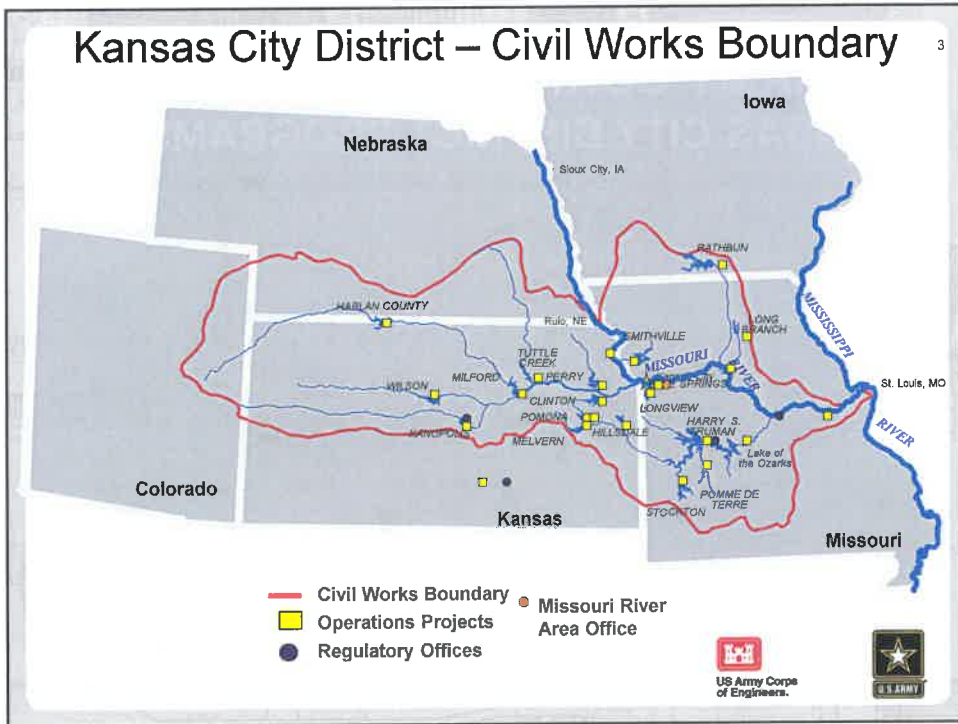 Kansas City District – Civil Works Boundary
3
Iowa
Nebraska
Sioux City, IA
RATHBUN
HARLAN COUNTY
Rulo, NE
SMITHVILLE
LONG
BRANCH
MISSISSIPPI
RIVER
TUTTLE
CREEK
MISSOURI
RIVER
MILFORD
PERRY
SPRINGS
St. Louis, MO
WILSON
CLINTON
LONGVIEW
KANOPOLIS
POMONA
HARRY S.
TRUMAN
MELVERN
HILLSDALE
Lake of
the Ozarks
Colorado
POMME DE
TERRE
STOCKTON
Kansas
Missouri
Civil Works Boundary
Operations Projects
Regulatory Offices
Missouri River
Area Office
US Army Corps
of Engineers.
U.S. ARMY